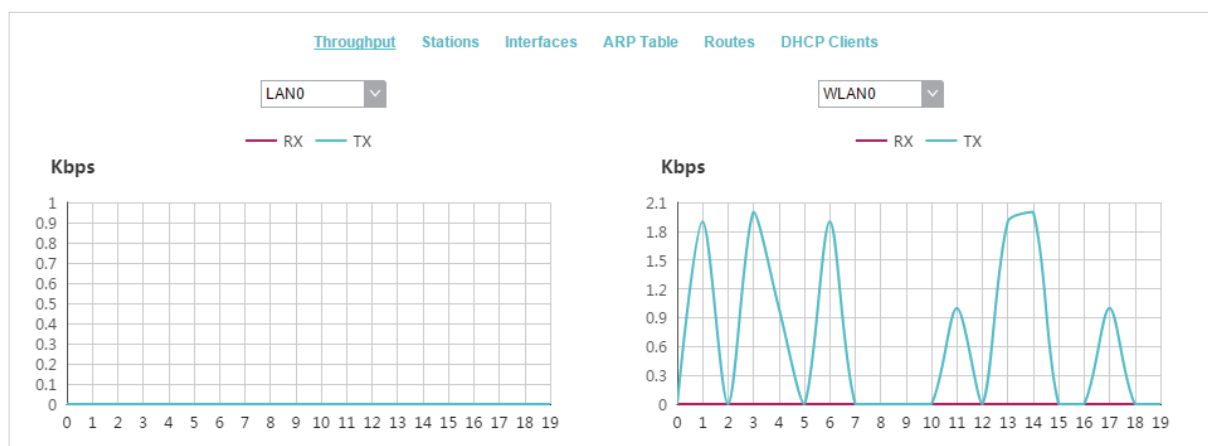 Throughput Stations Interfaces ARP Table Routes DHCP Clients
LAN0
RX TX
Kbps
1
0.9
0.8
0.7
0.6
0.5
0.4
0.3
0.2
0.1
0
0 1 2 3 4 5 6 7 8 9 10 11 12 13 14 15 16 17 18 19
WLAN0
RX TX
Kbps
2.1
1.8
1.5
1.2
0.9
0.6
0.3
0
0 1 2 3 4 5 6 7 8 9 10 11 12 13 14 15 16 17 18 19